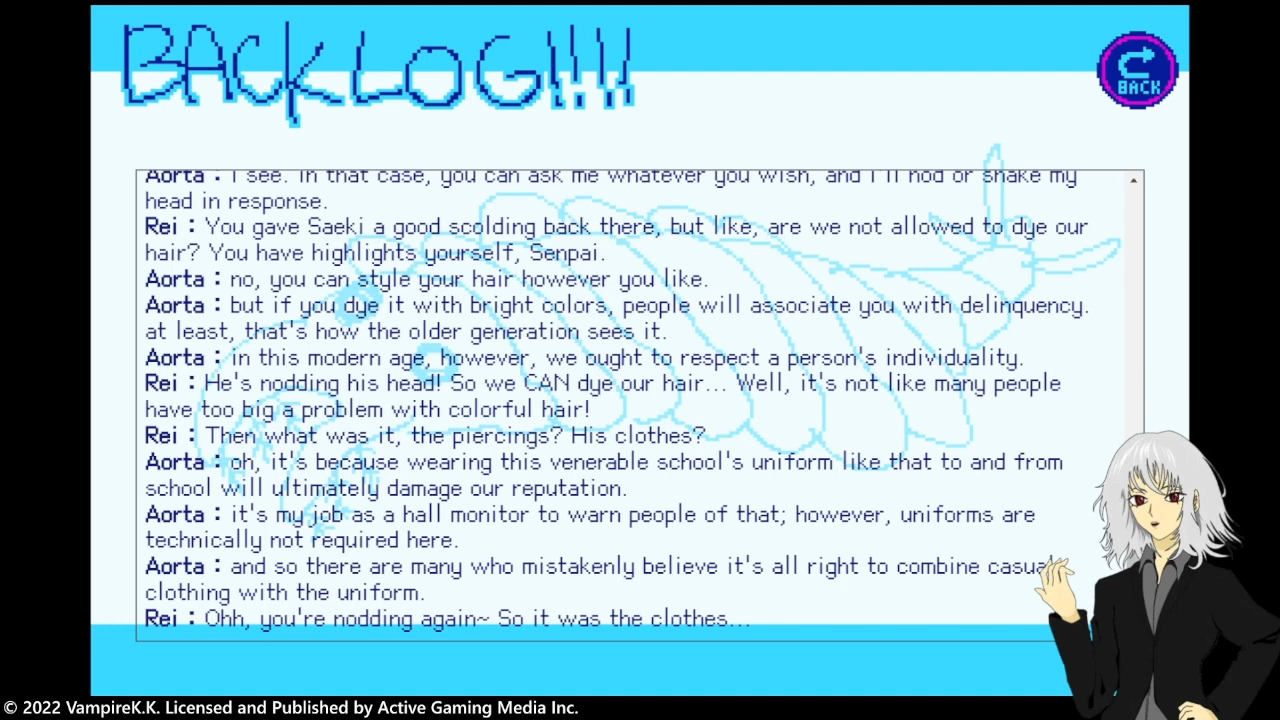 BACKLOG!!!!
BACK
Aorta : I see. In that case, you can ask me whatever you wish, and I'll nod or shake my
head in response.
Rei : You gave Saeki a good scolding back there, but like, are we not allowed to dye our
hair? You have highlights yourself, Senpai.
Aorta : no, you can style your hair however you like.
Aorta : but if you dye it with bright colors, people will associate you with delinquency.
at least, that's how the older generation sees it.
Aorta : in this modern age, however, we ought to respect a person's individuality.
Rei : He's nodding his head! So we CAN dye our hair... Well, it's not like many people
have too big a problem with colorful hair!
Rei : Then what was it, the piercings? His clothes?
Aorta : oh, it's because wearing this venerable school's uniform like that to and from
school will ultimately damage our reputation.
Aorta : it's my job as a hall monitor to warn people of that; however, uniforms are
technically not required here.
Aorta : and so there are many who mistakenly believe it's all right to combine casual
clothing with the uniform.
Rei : Ohh, you're nodding again~ So it was the clothes...
© 2022 VampireK.K. Licensed and Published by Active Gaming Media Inc.